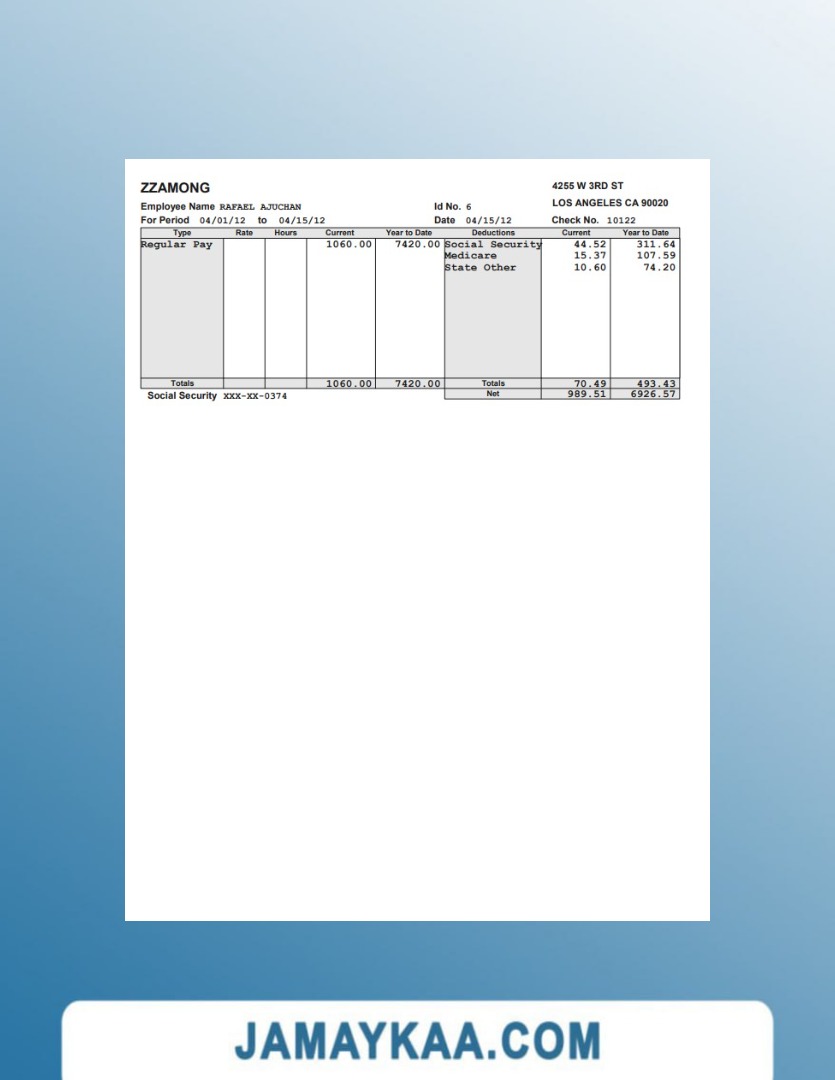 ZZAMONG 4255 W 3RD ST
LOS ANGELES CA 90020
Employee Name RAFAEL AJUCHAN Id No. 6
For Period 04/01/12 to 04/15/12 Date 04/15/12 Check No. 10122
Type Rate Hours Current Year to Date Deductions Current Year to Date
Regular Pay 1060.00 7420.00 Social Security 44.52 311.64
Medicare 15.37 107.59
State Other 10.60 74.20
Totals 1060.00 7420.00 Totals 70.49 493.43
Social Security XXX-XX-0374 Net 989.51 6926.57
JAMAYKAA.COM